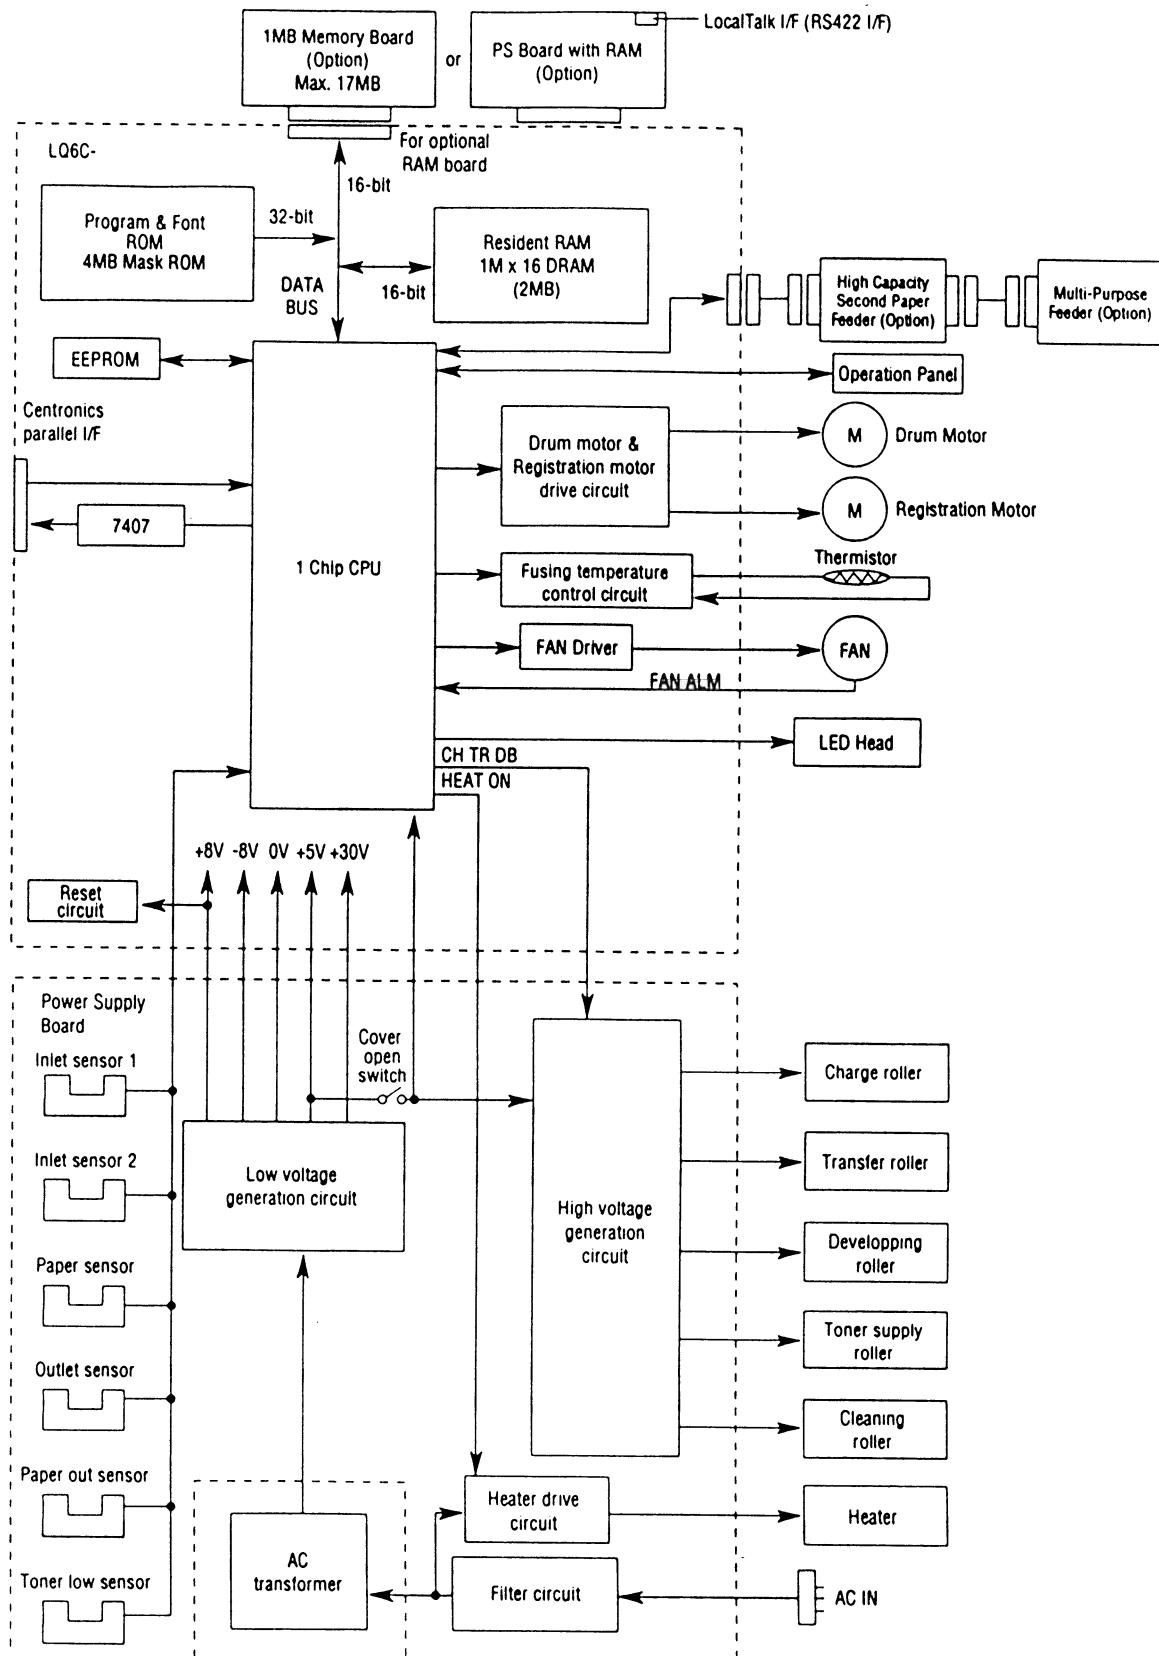 1MB Memory Board
(Option)
Max. 17MB
or
PS Board with RAM
(Option)
LocalTalk I/F (RS422 I/F)
LQ6C-
For optional
RAM board
16-bit
Program & Font
ROM
4MB Mask ROM
32-bit
Resident RAM
1M x 16 DRAM
(2MB)
DATA
BUS
16-bit
High Capacity
Second Paper
Feeder (Option)
Multi-Purpose
Feeder (Option)
EEPROM
Operation Panel
Centronics
parallel I/F
Drum motor &
Registration motor
drive circuit
M
Drum Motor
M
Registration Motor
7407
1 Chip CPU
Thermistor
Fusing temperature
control circuit
FAN Driver
FAN
FAN ALM
LED Head
CH TR DB
HEAT ON
+8V -8V 0V +5V +30V
Reset
circuit
Power Supply
Board
Cover
open
switch
Inlet sensor 1
Charge roller
Inlet sensor 2
Low voltage
generation circuit
Transfer roller
High voltage
generation
circuit
Paper sensor
Developping
roller
Toner supply
roller
Outlet sensor
Cleaning
roller
Paper out sensor
Heater drive
circuit
Heater
AC
transformer
Toner low sensor
Filter circuit
AC IN